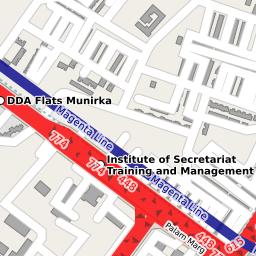 DDA Flats Munirka
Magenta Line
774
774
Institute of Secretariat
Training and Management
448
Magenta Line
Palam Marg
448
615